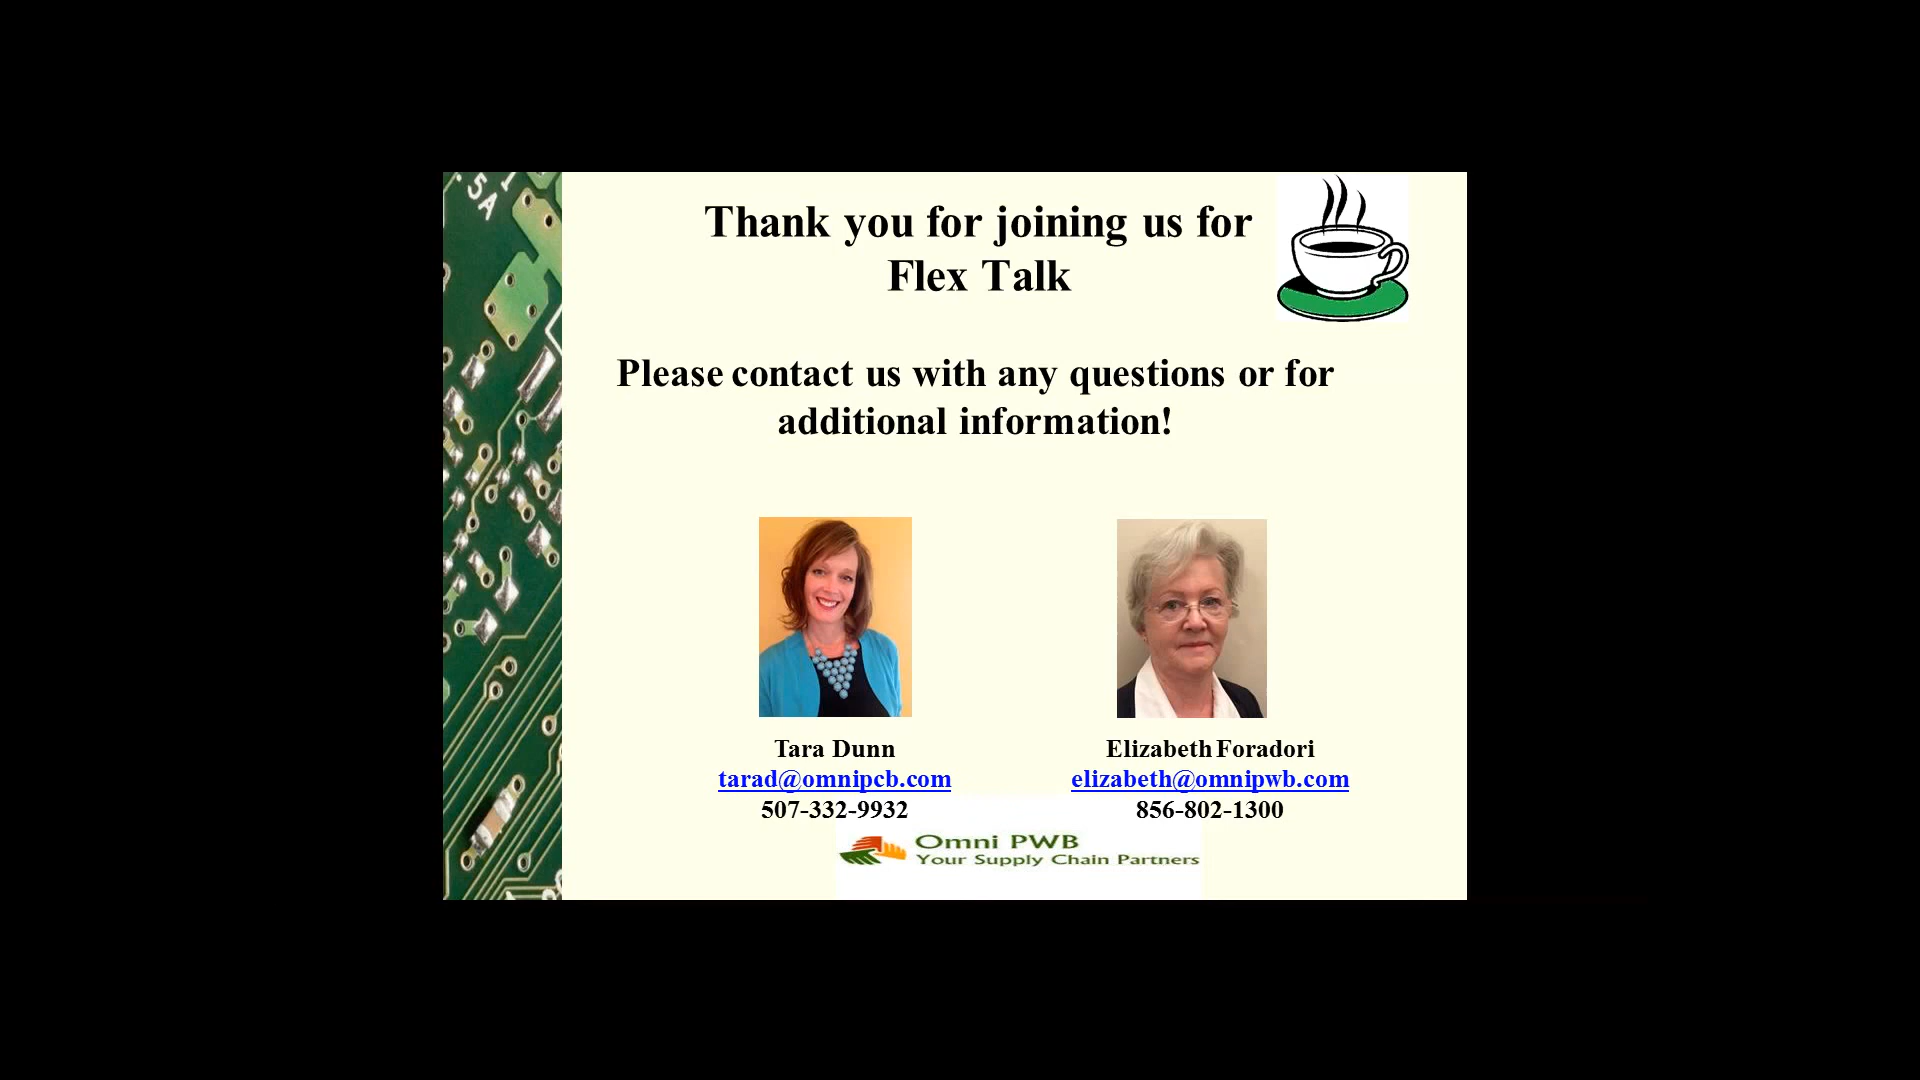 .5A
Thank you for joining us for
Flex Talk
Please contact us with any questions or for
additional information!
Tara Dunn
tarad@omnipcb.com
507-332-9932
Elizabeth Foradori
elizabeth@omnipwb.com
856-802-1300
Omni PWB
Your Supply Chain Partners